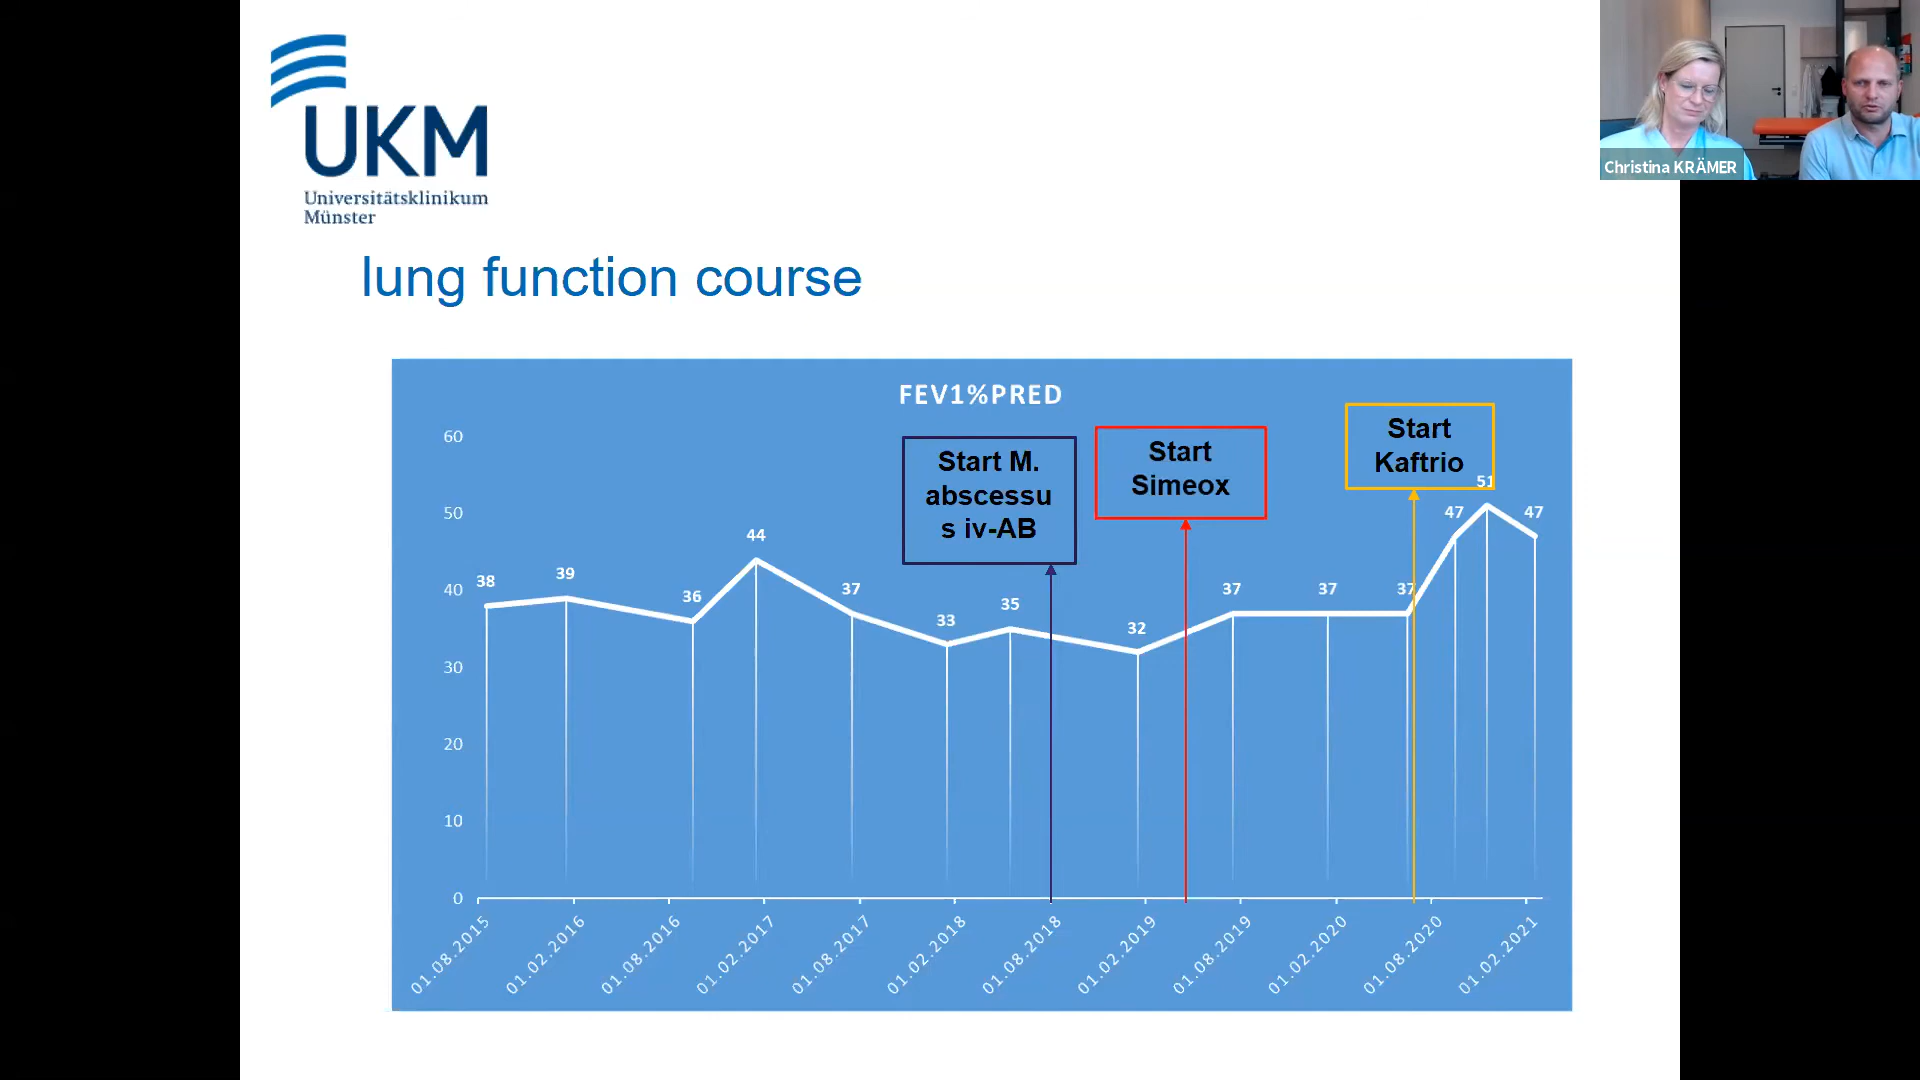 UKM
Universitätsklinikum
Münster
Christina KRÄMER
lung function course
FEV1%PRED
Start M.
abscessu
s iv-AB
Start
Simeox
Start
Kaftrio
60
50
40
30
20
10
0
38
39
36
44
37
33
35
32
37
37
37
47
51
47
01.08.2015
01.02.2016
01.08.2016
01.02.2017
01.08.2017
01.02.2018
01.08.2018
01.02.2019
01.08.2019
01.02.2020
01.08.2020
01.02.2021